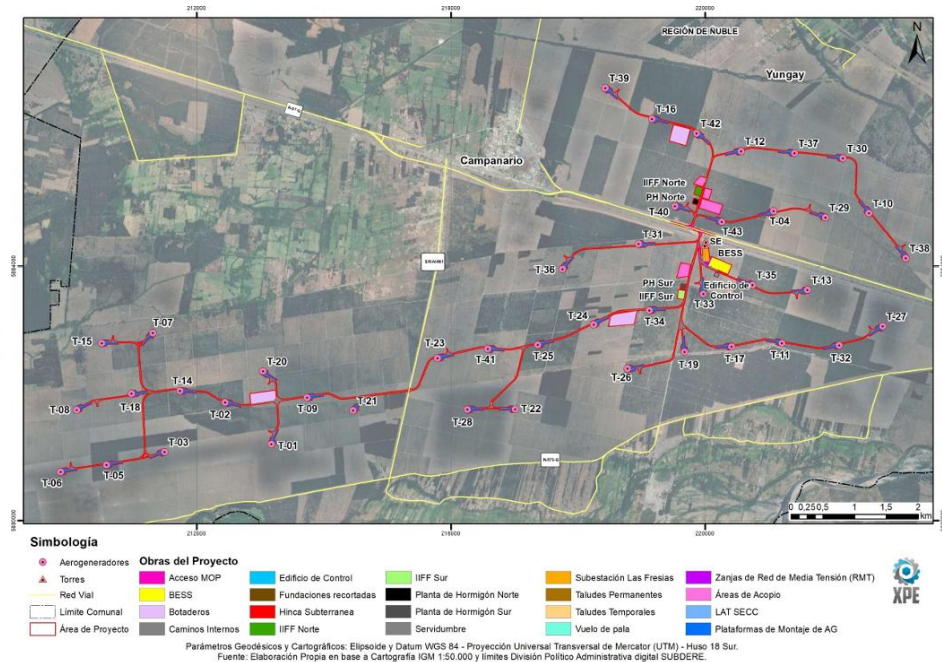 212000
216000
220000
REGIÓN DE ÑUBLE
N
Yungay
T-39
T-16
T-42
T-12
T-37
T-30
Campanario
IIFF Norte
PH Norte
T-40
T-43
T-04
T-29
T-10
T-38
T-31
SE
BESS
T-36
T-35
T-13
PH Sur
IIFF Sur
Edificio de
Control
T-33
T-24
T-34
T-27
T-07
T-15
T-23
T-41
T-25
T-19
T-17
T-11
T-32
T-20
T-26
T-14
T-08
T-18
T-02
T-09
T-21
T-28
T-22
T-01
T-03
T-05
T-06
0 0,25 0,5 1 1,5 2
km
212000
216000
220000
Simbología
Aerogeneradores
Torres
Red Vial
Límite Comunal
Área de Proyecto
Obras del Proyecto
Acceso MOP
BESS
Botaderos
Caminos Internos
Edificio de Control
Fundaciones recortadas
Hinca Subterranea
IIFF Norte
IIFF Sur
Planta de Hormigón Norte
Planta de Hormigón Sur
Servidumbre
Subestación Las Fresias
Taludes Permanentes
Taludes Temporales
Vuelo de pala
Zanjas de Red de Media Tensión (RMT)
Áreas de Acopio
LAT SECC
Plataformas de Montaje de AG
XPE
Parámetros Geodésicos y Cartográficos: Elipsoide y Datum WGS 84 - Proyección Universal Transversal de Mercator (UTM) - Huso 18 Sur.
Fuente: Elaboración Propia en base a Cartografía IGM 1:50.000 y límites División Político Administrativa digital SUBDERE.